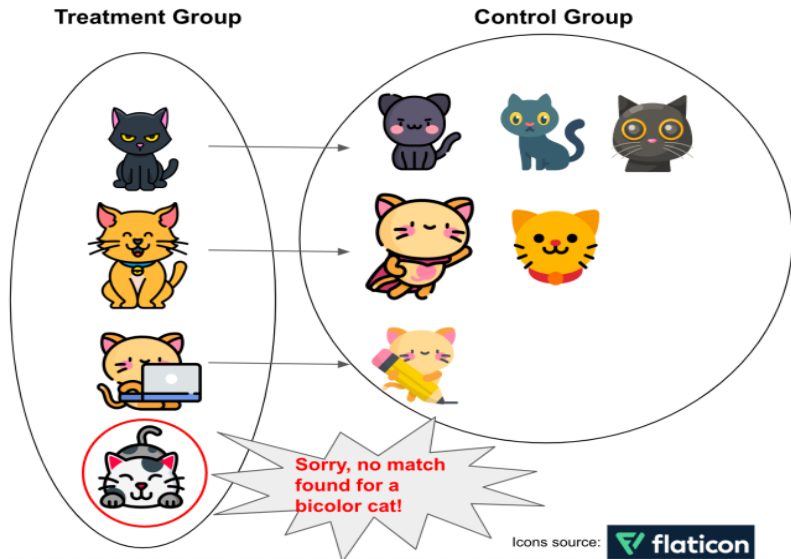 Treatment Group
Control Group
Sorry, no match
found for a
bicolor cat!
Icons source:
flaticon